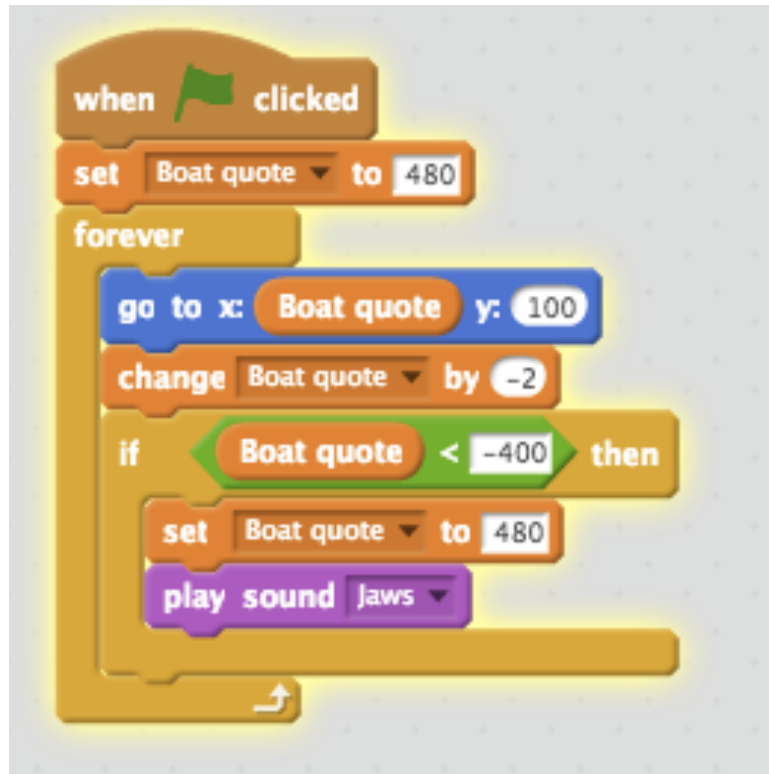 when clicked
set Boat quote to 480
forever
go to x: Boat quote y: 100
change Boat quote by -2
if Boat quote < -400 then
set Boat quote to 480
play sound Jaws